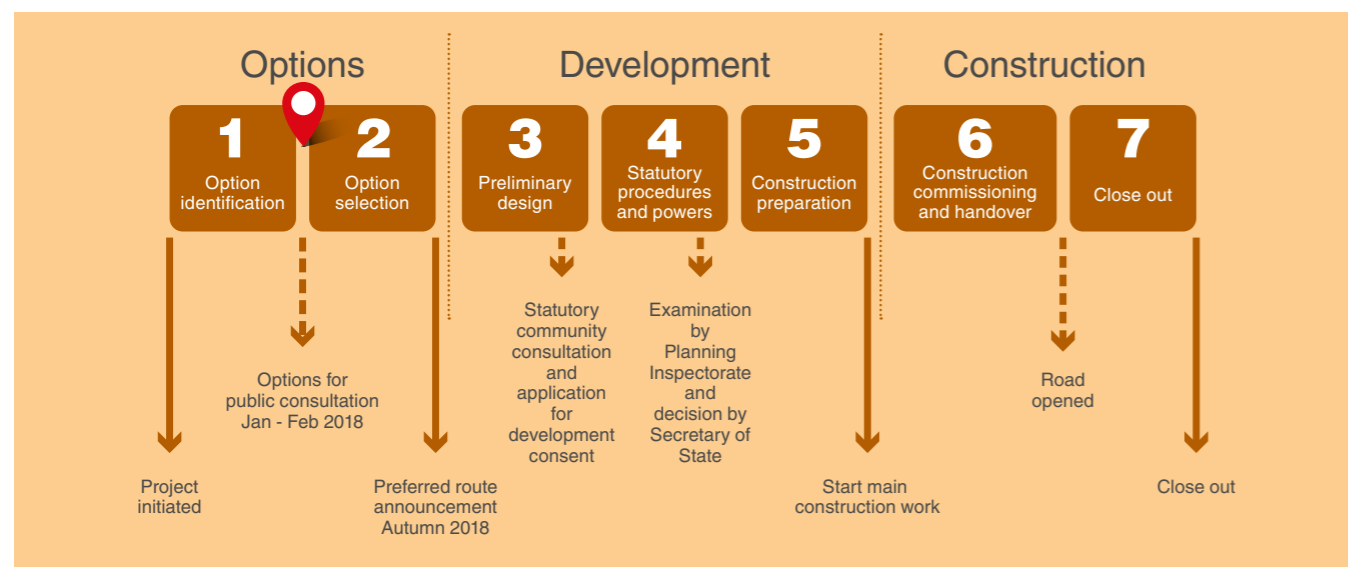 Options
Development
Construction
1
Option
identification
2
Option
selection
3
Preliminary
design
4
Statutory
procedures
and powers
5
Construction
preparation
6
Construction
commissioning
and handover
7
Close out
Project
initiated
Options for
public consultation
Jan - Feb 2018
Preferred route
announcement
Autumn 2018
Statutory
community
consultation
and
application
for
development
consent
Examination
by
Planning
Inspectorate
and
decision by
Secretary of
State
Start main
construction work
Road
opened
Close out